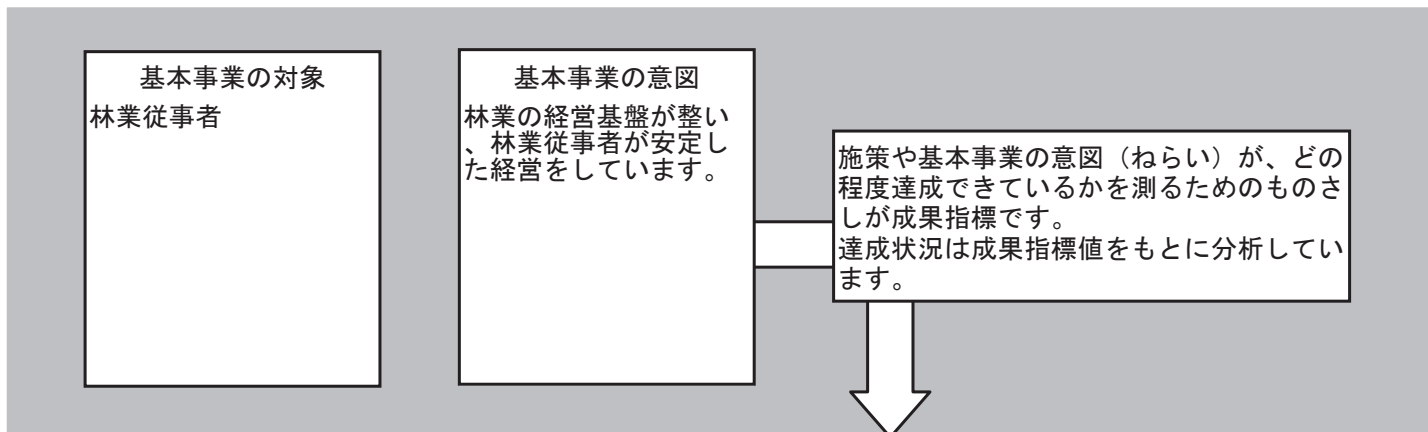 基本事業の対象
林業従事者
基本事業の意図
林業の経営基盤が整い
、林業従事者が安定し
た経営をしています。
施策や基本事業の意図（ねらい）が、どの
程度達成できているかを測るためのものさ
しが成果指標です。
達成状況は成果指標値をもとに分析してい
ます。